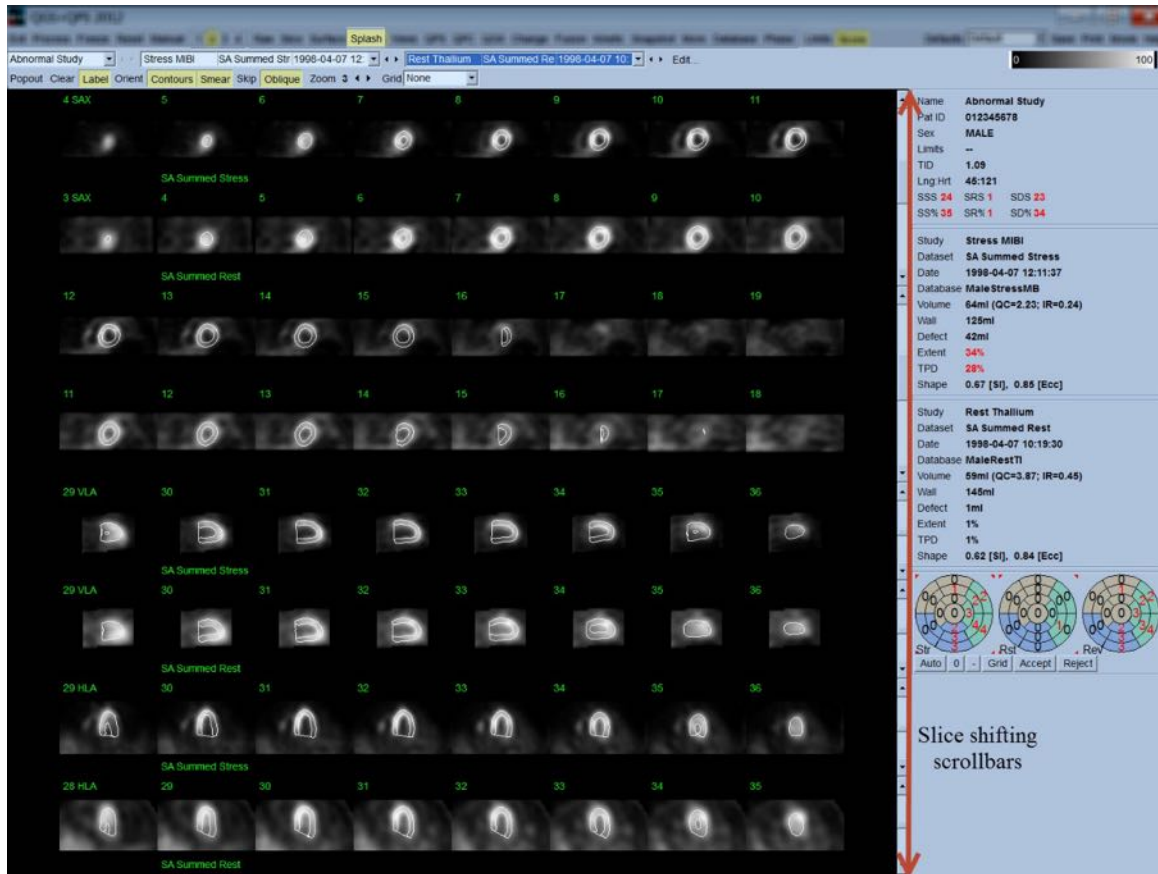 QGS+QPS 2012
Splash
Abnormal Study Stress MIBI SA Summed Str 1998-04-07 12: Rest Thallium SA Summed Re 1998-04-07 10: Edit...
0 100
Popout Clear Label Orient Contours Smear Skip Oblique Zoom 3 Grid None
4 SAX 5 6 7 8 9 10 11
SA Summed Stress
3 SAX 4 5 6 7 8 9 10
SA Summed Rest
12 13 14 15 16 17 18 19
11 12 13 14 15 16 17 18
29 VLA 30 31 32 33 34 35 36
SA Summed Stress
29 VLA 30 31 32 33 34 35 36
SA Summed Rest
29 HLA 30 31 32 33 34 35 36
SA Summed Stress
28 HLA 29 30 31 32 33 34 35
SA Summed Rest
Name Abnormal Study
Pat ID 012345678
Sex MALE
Limits --
TID 1.09
Lng:Hrt 45:121
SSS 24 SRS 1 SDS 23
SS% 35 SR% 1 SD% 34
Study Stress MIBI
Dataset SA Summed Stress
Date 1998-04-07 12:11:37
Database MaleStressMB
Volume 64ml (QC=2.23; IR=0.24)
Wall 125ml
Defect 42ml
Extent 34%
TPD 28%
Shape 0.67 [SI], 0.85 [Ecc]
Study Rest Thallium
Dataset SA Summed Rest
Date 1998-04-07 10:19:30
Database MaleRestTl
Volume 59ml (QC=3.87; IR=0.45)
Wall 145ml
Defect 1ml
Extent 1%
TPD 1%
Shape 0.62 [SI], 0.84 [Ecc]
Str Rst Rev
Auto 0 - Grid Accept Reject
Slice shifting
scrollbars